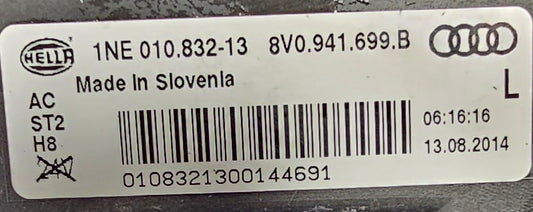 HELLA 1NE 010.832-13 8V0.941.699.B
Made In Slovenia
L
AC
ST2
H8
06:16:16
13.08.2014
0108321300144691